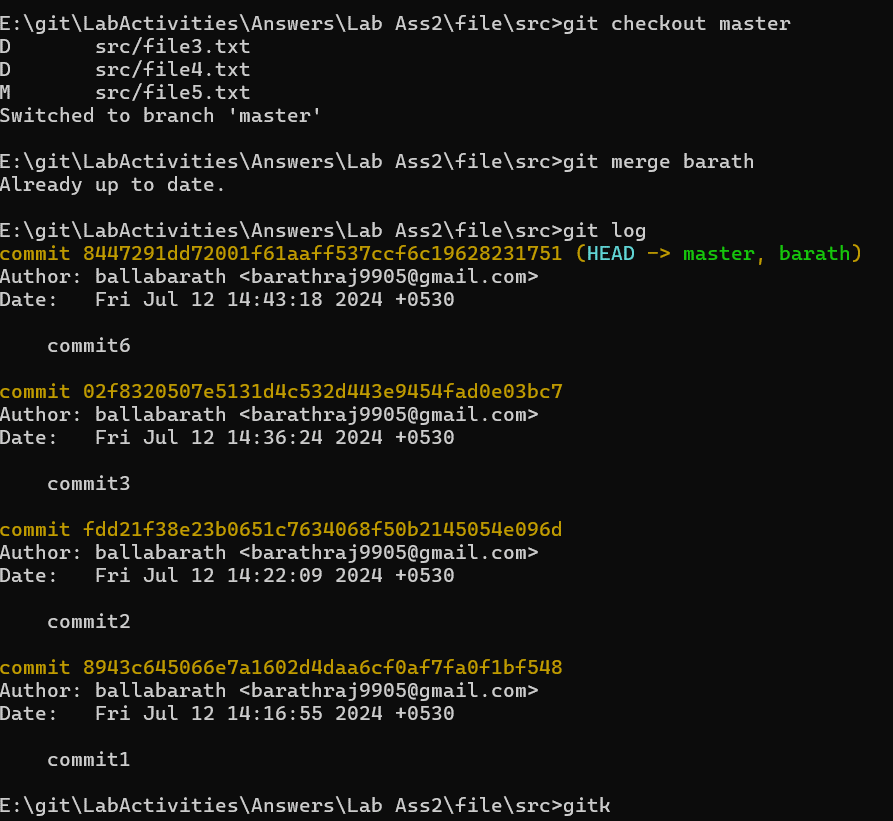 E:\git\LabActivities\Answers\Lab Ass2\file\src>git checkout master
D       src/file3.txt
D       src/file4.txt
M       src/file5.txt
Switched to branch 'master'
E:\git\LabActivities\Answers\Lab Ass2\file\src>git merge barath
Already up to date.
E:\git\LabActivities\Answers\Lab Ass2\file\src>git log
commit 8447291dd72001f61aaff537ccf6c19628231751 (HEAD -> master, barath)
Author: ballabarath <barathraj9905@gmail.com>
Date:   Fri Jul 12 14:43:18 2024 +0530
    commit6
commit 02f8320507e5131d4c532d443e9454fad0e03bc7
Author: ballabarath <barathraj9905@gmail.com>
Date:   Fri Jul 12 14:36:24 2024 +0530
    commit3
commit fdd21f38e23b0651c7634068f50b2145054e096d
Author: ballabarath <barathraj9905@gmail.com>
Date:   Fri Jul 12 14:22:09 2024 +0530
    commit2
commit 8943c645066e7a1602d4daa6cf0af7fa0f1bf548
Author: ballabarath <barathraj9905@gmail.com>
Date:   Fri Jul 12 14:16:55 2024 +0530
    commit1
E:\git\LabActivities\Answers\Lab Ass2\file\src>gitk